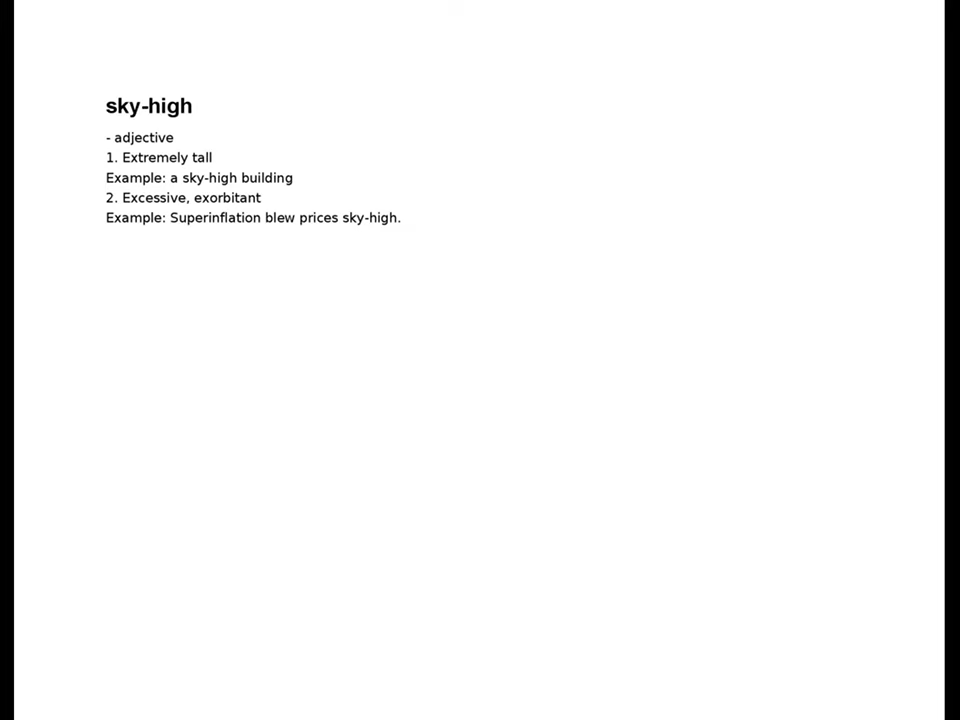 sky-high
- adjective
1. Extremely tall
Example: a sky-high building
2. Excessive, exorbitant
Example: Superinflation blew prices sky-high.